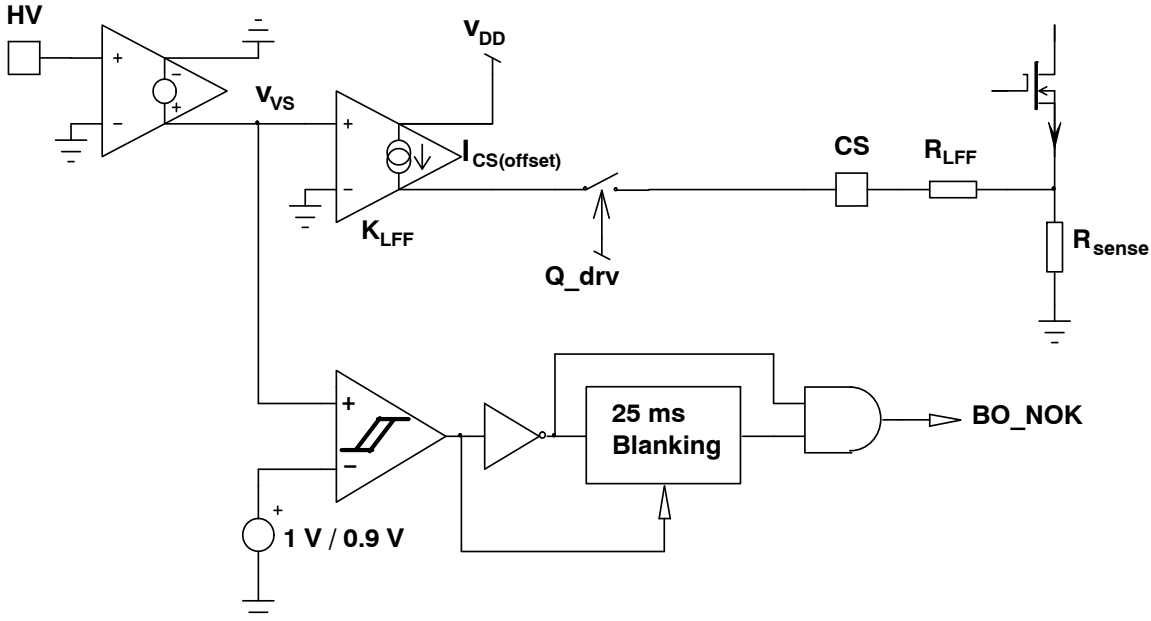 HV
VDD
VVS
ICS(offset)
KLFF
Q_drv
CS
RLFF
Rsense
+
−
−
+
+
−
+
−
+
1 V / 0.9 V
25 ms
Blanking
BO_NOK